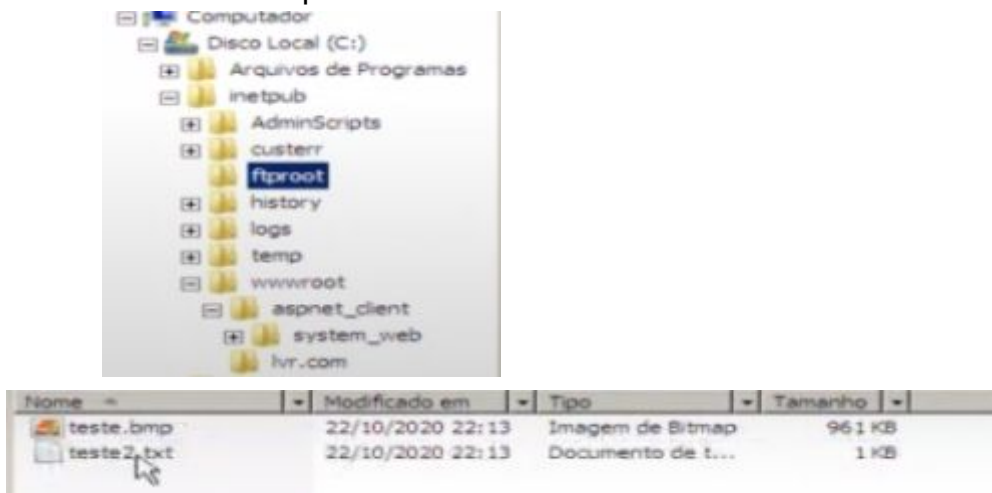 Computador
Disco Local (C:)
Arquivos de Programas
inetpub
AdminScripts
custerr
ftproot
history
logs
temp
wwwroot
aspnet_client
system_web
lvr.com
Nome Modificado em Tipo Tamanho
teste.bmp 22/10/2020 22:13 Imagem de Bitmap 961 KB
teste2.txt 22/10/2020 22:13 Documento de t... 1 KB